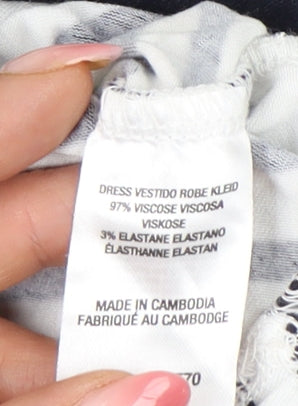 DRESS VESTIDO ROBE KLEID
97% VISCOSE VISCOSA
VISKOSE
3% ELASTANE ELASTANO
ÉLASTHANNE ELASTAN
MADE IN CAMBODIA
FABRIQUÉ AU CAMBODGE